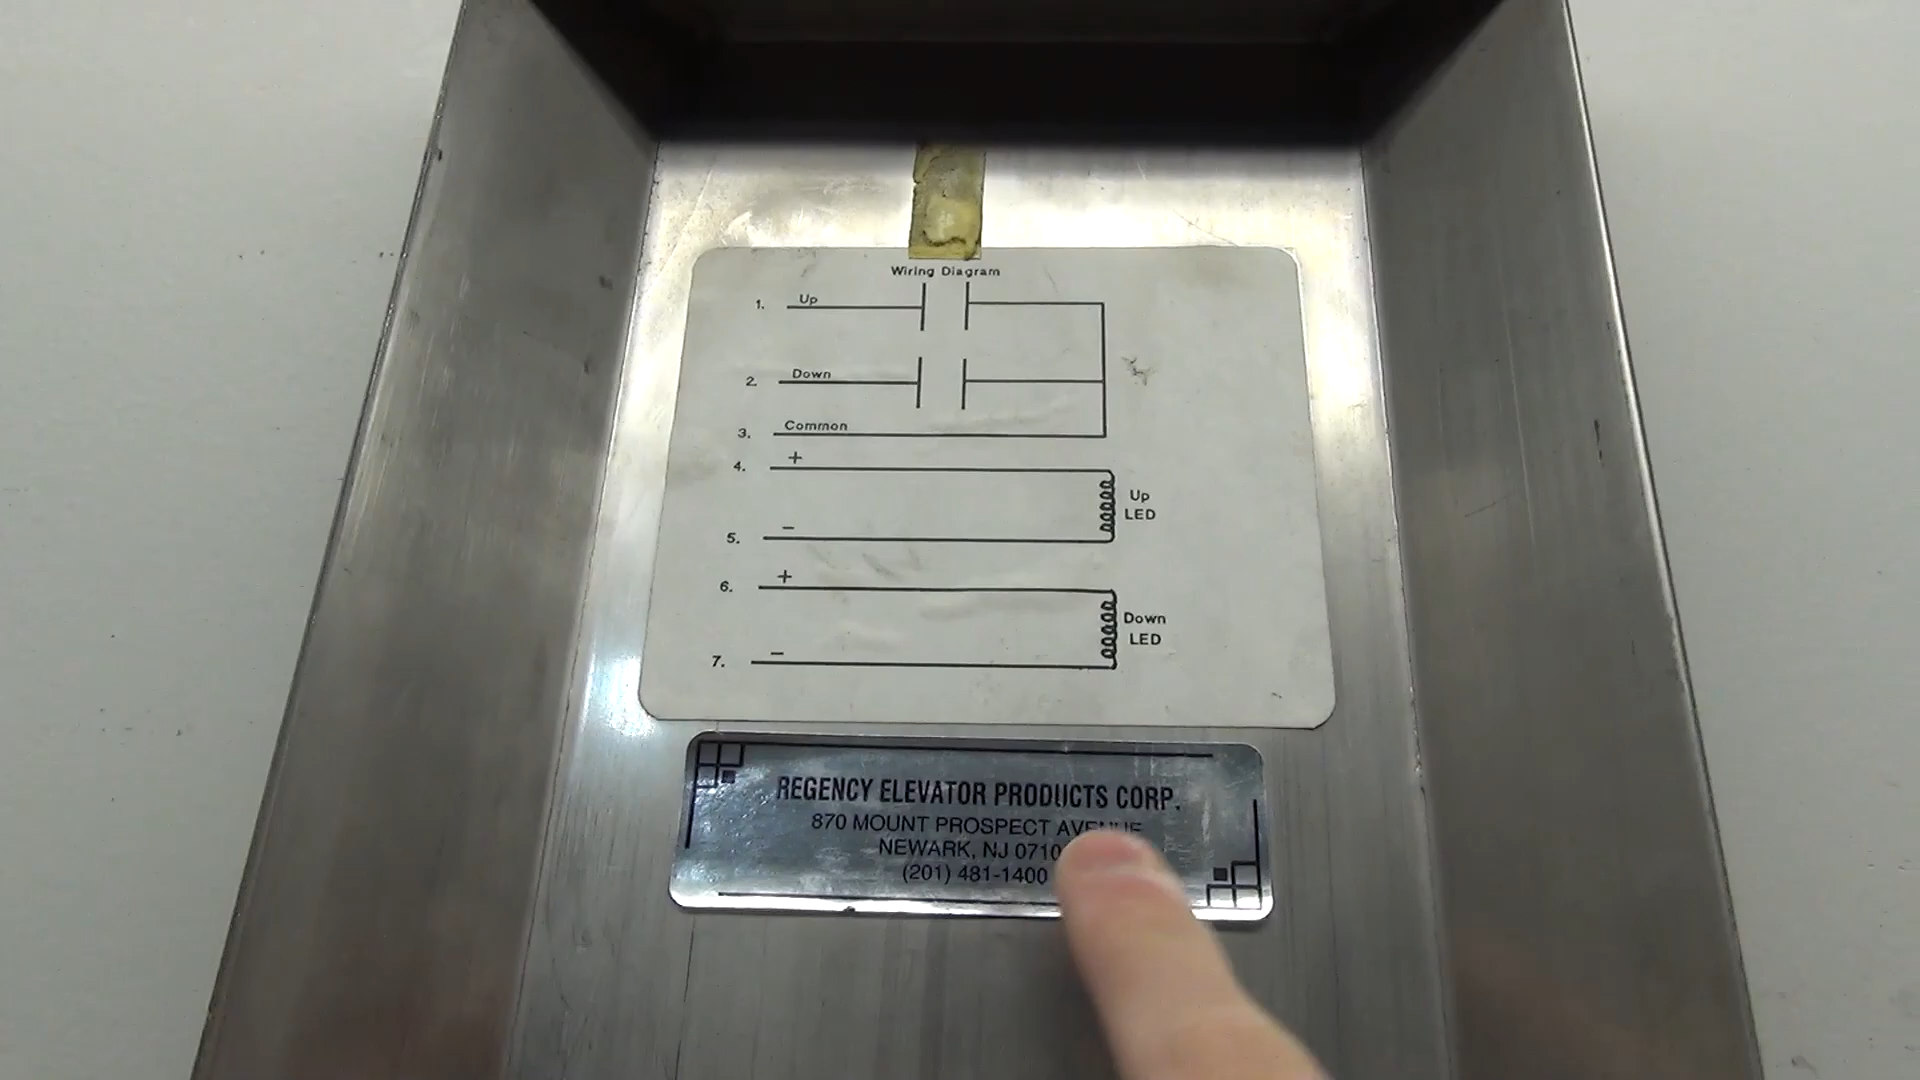 Wiring Diagram
1. Up
2. Down
3. Common
4. +
Up
LED
5. −
6. +
Down
LED
7. −
REGENCY ELEVATOR PRODUCTS CORP.
870 MOUNT PROSPECT AVENUE
NEWARK, NJ
(201) 481-1400